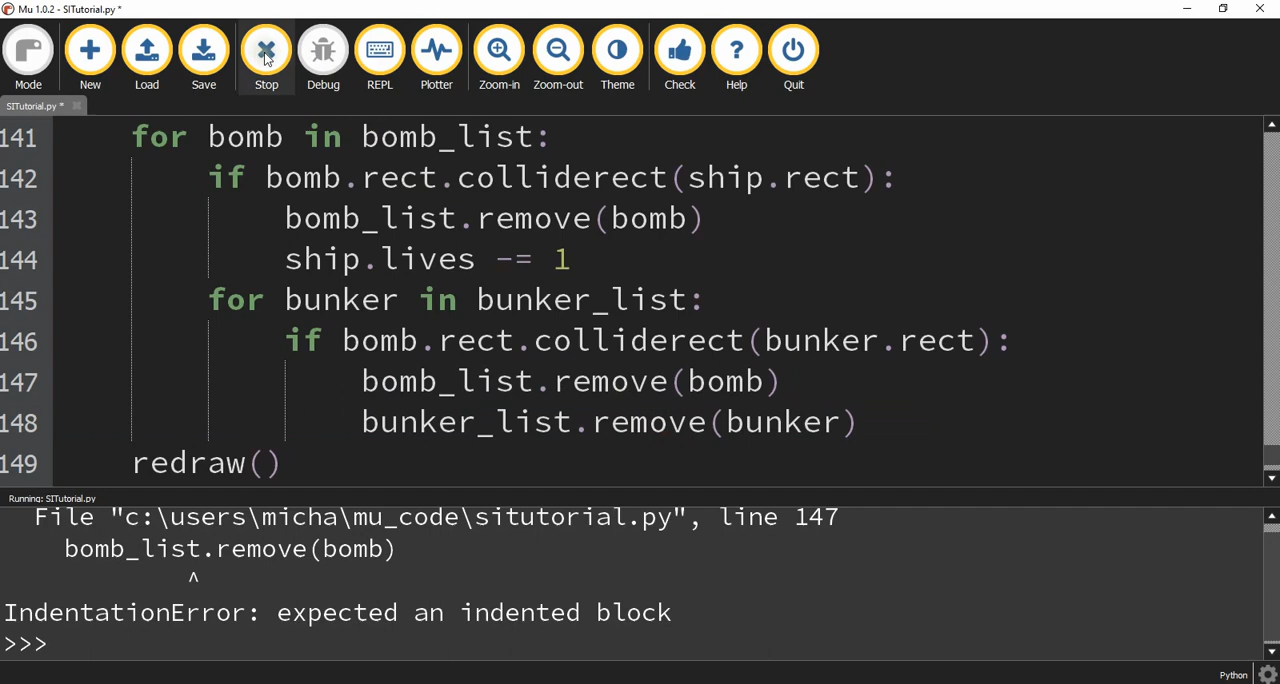 Mu 1.0.2 - SITutorial.py *
Mode New Load Save Stop Debug REPL Plotter Zoom-in Zoom-out Theme Check Help Quit
SITutorial.py *
141 for bomb in bomb_list:
142 if bomb.rect.colliderect(ship.rect):
143 bomb_list.remove(bomb)
144 ship.lives -= 1
145 for bunker in bunker_list:
146 if bomb.rect.colliderect(bunker.rect):
147 bomb_list.remove(bomb)
148 bunker_list.remove(bunker)
149 redraw()
Running: SITutorial.py
File "c:\users\micha\mu_code\situtorial.py", line 147
bomb_list.remove(bomb)
^
IndentationError: expected an indented block
>>>
Python